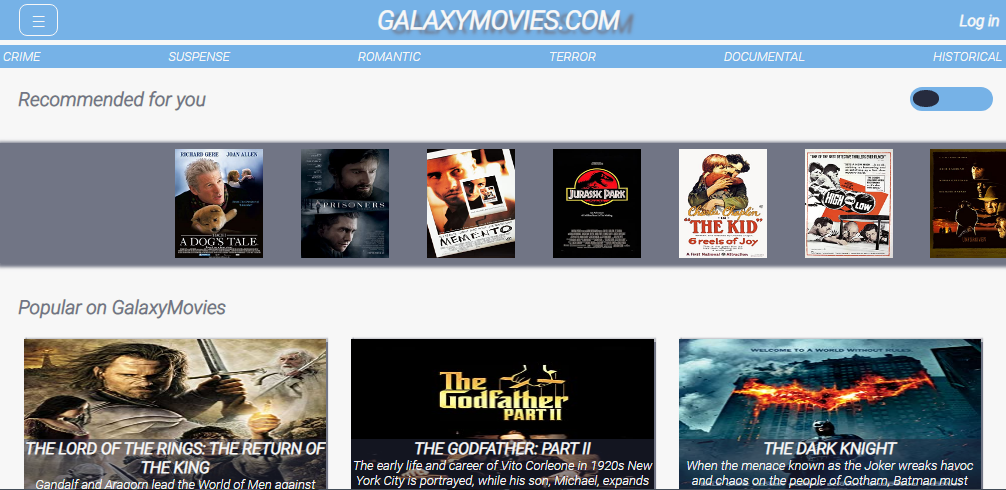 GALAXYMOVIES.COM
Log in
CRIME SUSPENSE ROMANTIC TERROR DOCUMENTAL HISTORICAL
Recommended for you
RICHARD GERE JOAN ALLEN
A DOG'S TALE
PRISONERS
MEMENTO
JURASSIC PARK
Charles Chaplin
"THE KID"
6 reels of Joy
A First National Attraction
HIGH AND LOW
Popular on GalaxyMovies
The
Godfather
PART II
WELCOME TO A WORLD WITHOUT RULES
THE LORD OF THE RINGS: THE RETURN OF
THE KING
Gandalf and Aragorn lead the World of Men against
THE GODFATHER: PART II
The early life and career of Vito Corleone in 1920s New
York City is portrayed, while his son, Michael, expands
THE DARK KNIGHT
When the menace known as the Joker wreaks havoc
and chaos on the people of Gotham, Batman must